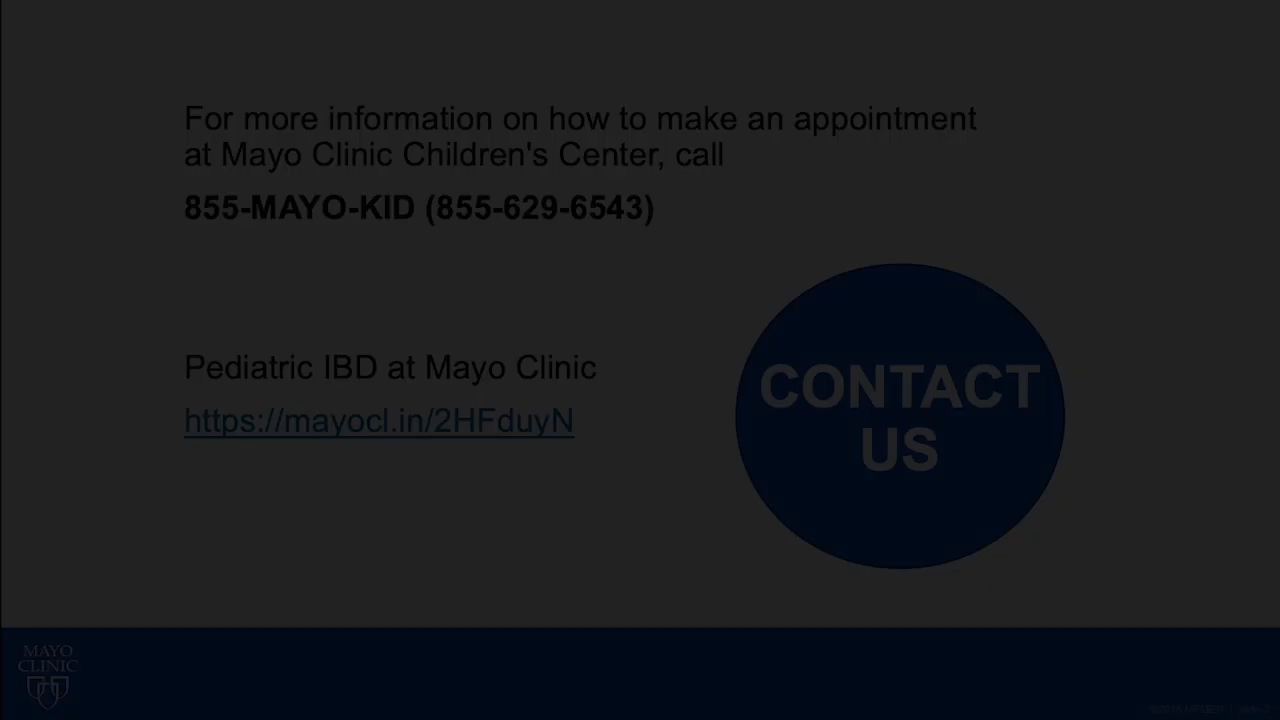 For more information on how to make an appointment
at Mayo Clinic Children's Center, call
855-MAYO-KID (855-629-6543)
Pediatric IBD at Mayo Clinic
https://mayocl.in/2HFduyN
CONTACT
US
MAYO
CLINIC